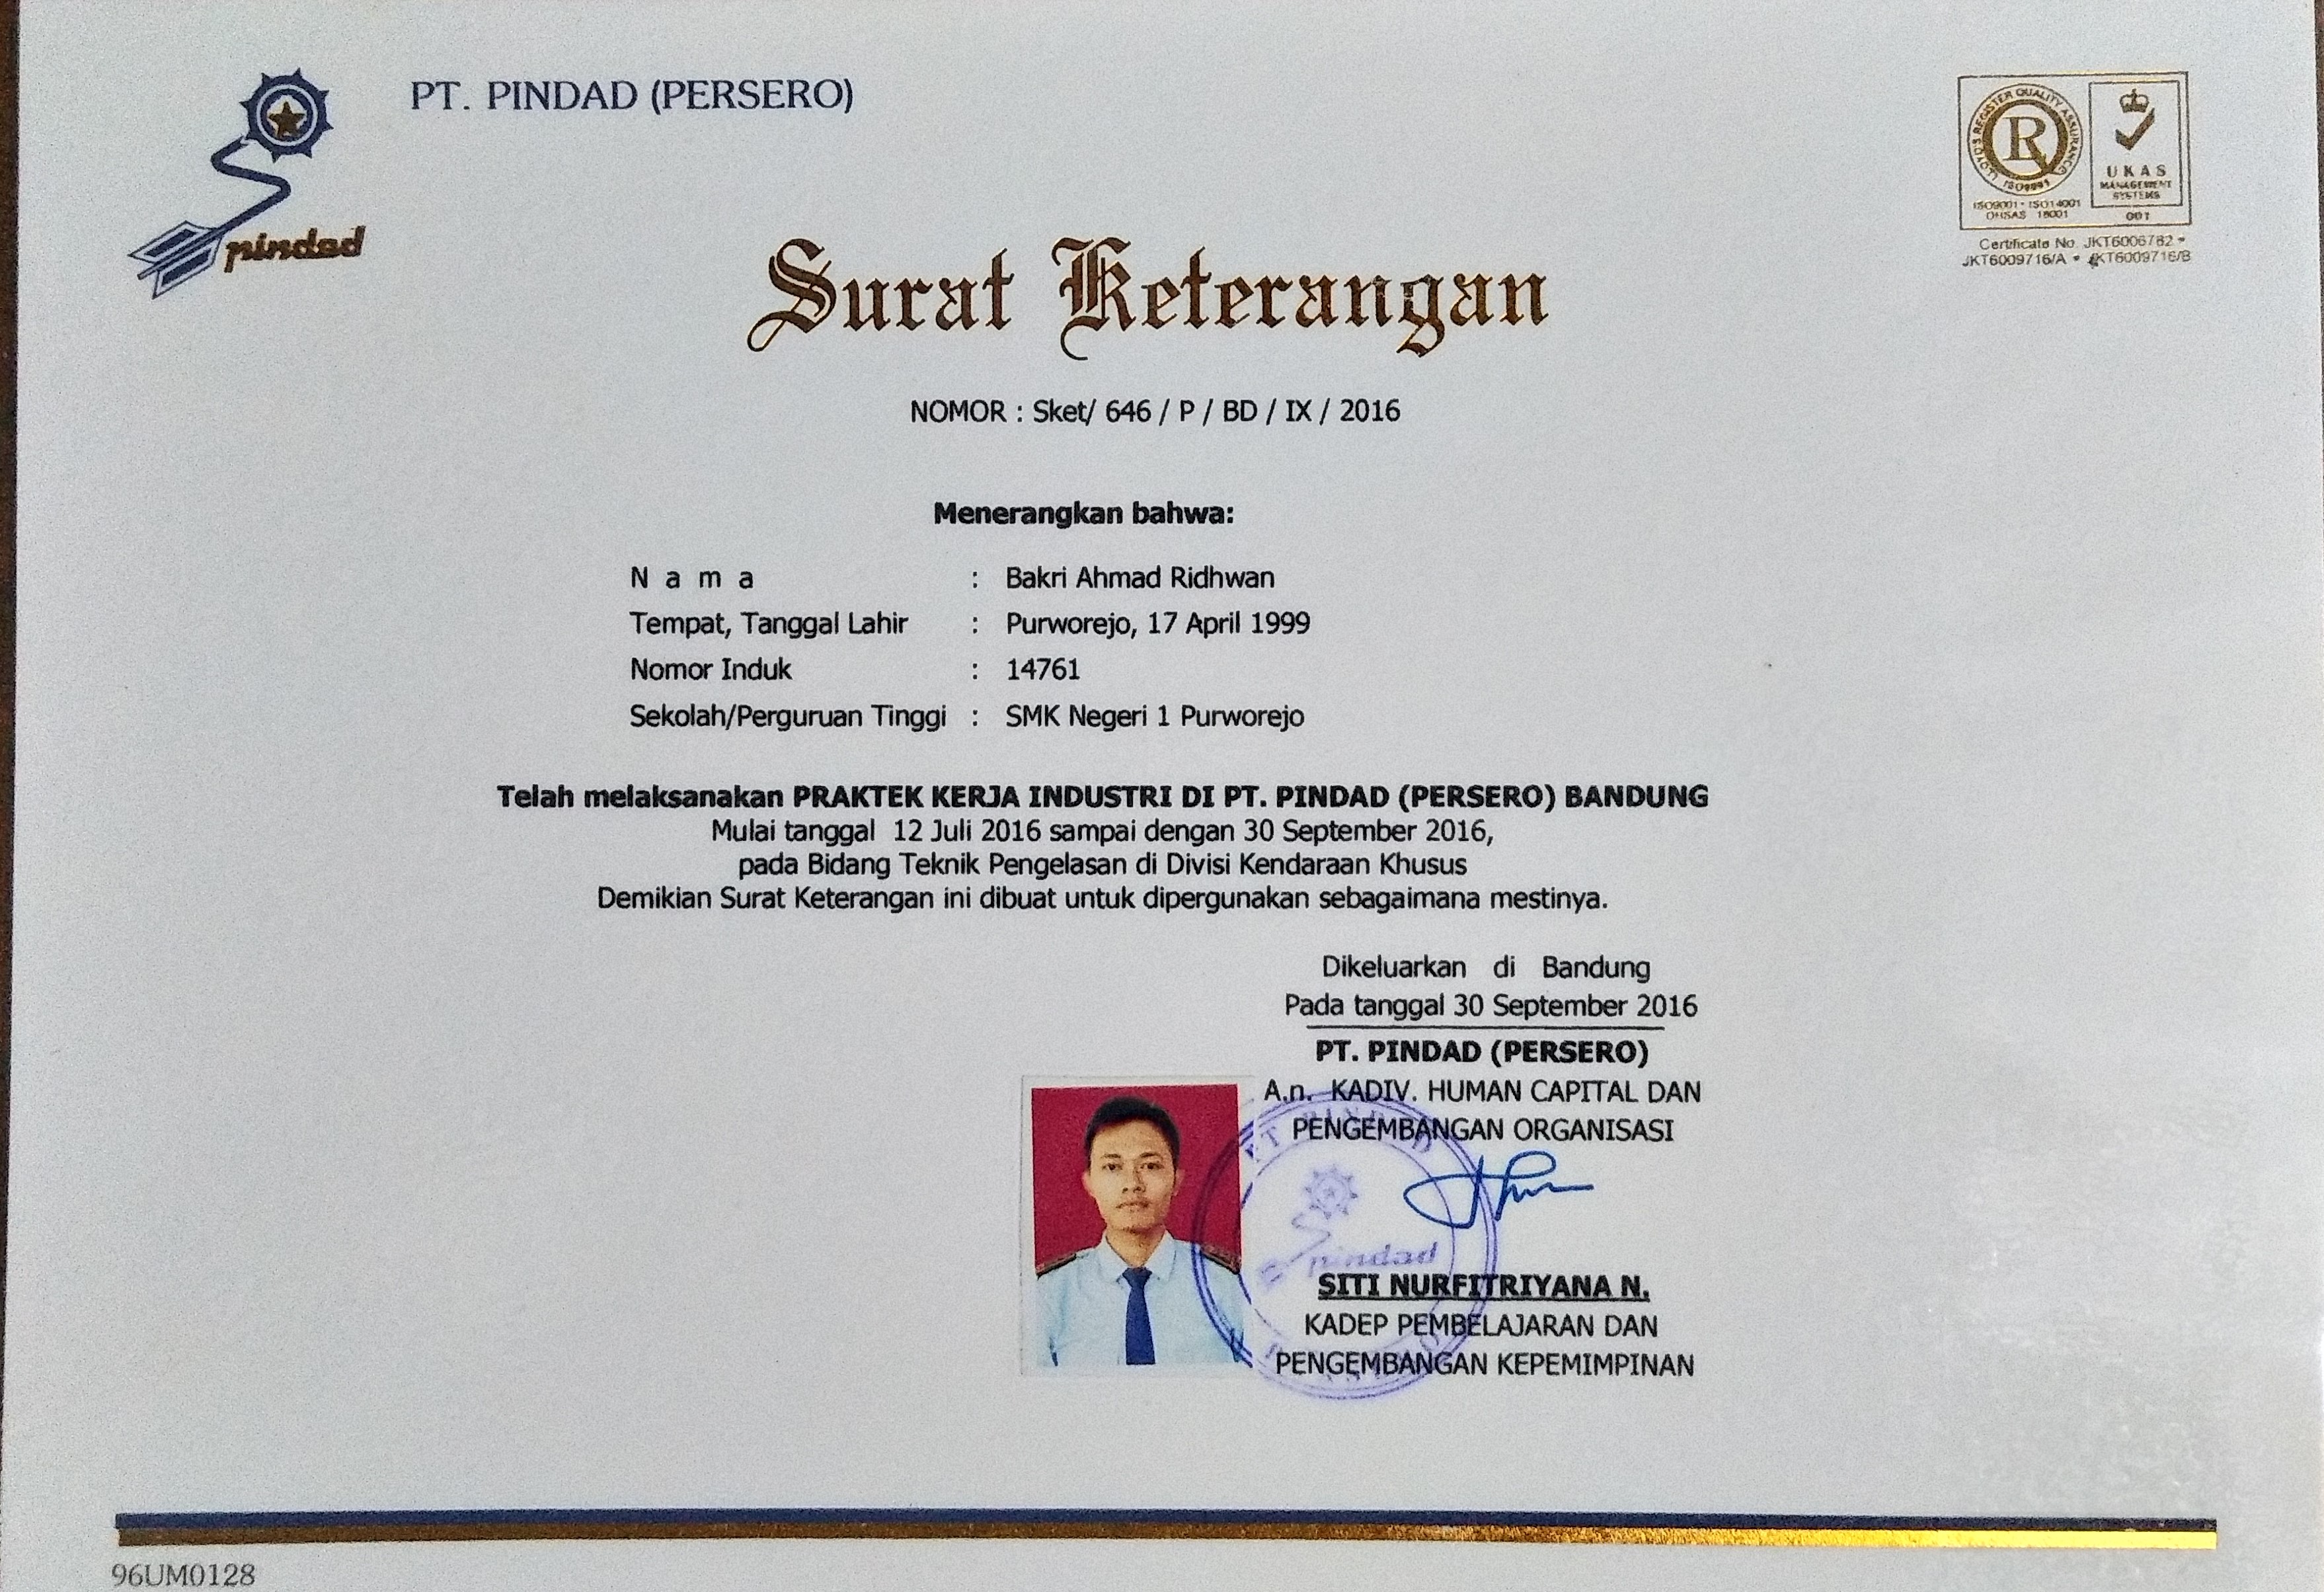 PT. PINDAD (PERSERO)
pindad
LLOYD'S REGISTER QUALITY ASSURANCE
R
ISO9001
UKAS
MANAGEMENT
SYSTEMS
ISO9001 · ISO14001
OHSAS 18001
001
Certificate No. JKT6006782 *
JKT6009716/A * JKT6009716/B
Surat Keterangan
NOMOR : Sket/ 646 / P / BD / IX / 2016
Menerangkan bahwa:
N a m a : Bakri Ahmad Ridhwan
Tempat, Tanggal Lahir : Purworejo, 17 April 1999
Nomor Induk : 14761
Sekolah/Perguruan Tinggi : SMK Negeri 1 Purworejo
Telah melaksanakan PRAKTEK KERJA INDUSTRI DI PT. PINDAD (PERSERO) BANDUNG
Mulai tanggal 12 Juli 2016 sampai dengan 30 September 2016,
pada Bidang Teknik Pengelasan di Divisi Kendaraan Khusus
Demikian Surat Keterangan ini dibuat untuk dipergunakan sebagaimana mestinya.
Dikeluarkan di Bandung
Pada tanggal 30 September 2016
PT. PINDAD (PERSERO)
A.n. KADIV. HUMAN CAPITAL DAN
PENGEMBANGAN ORGANISASI
PT PINDAD
pindad
SITI NURFITRIYANA N.
KADEP PEMBELAJARAN DAN
PENGEMBANGAN KEPEMIMPINAN
96UM0128